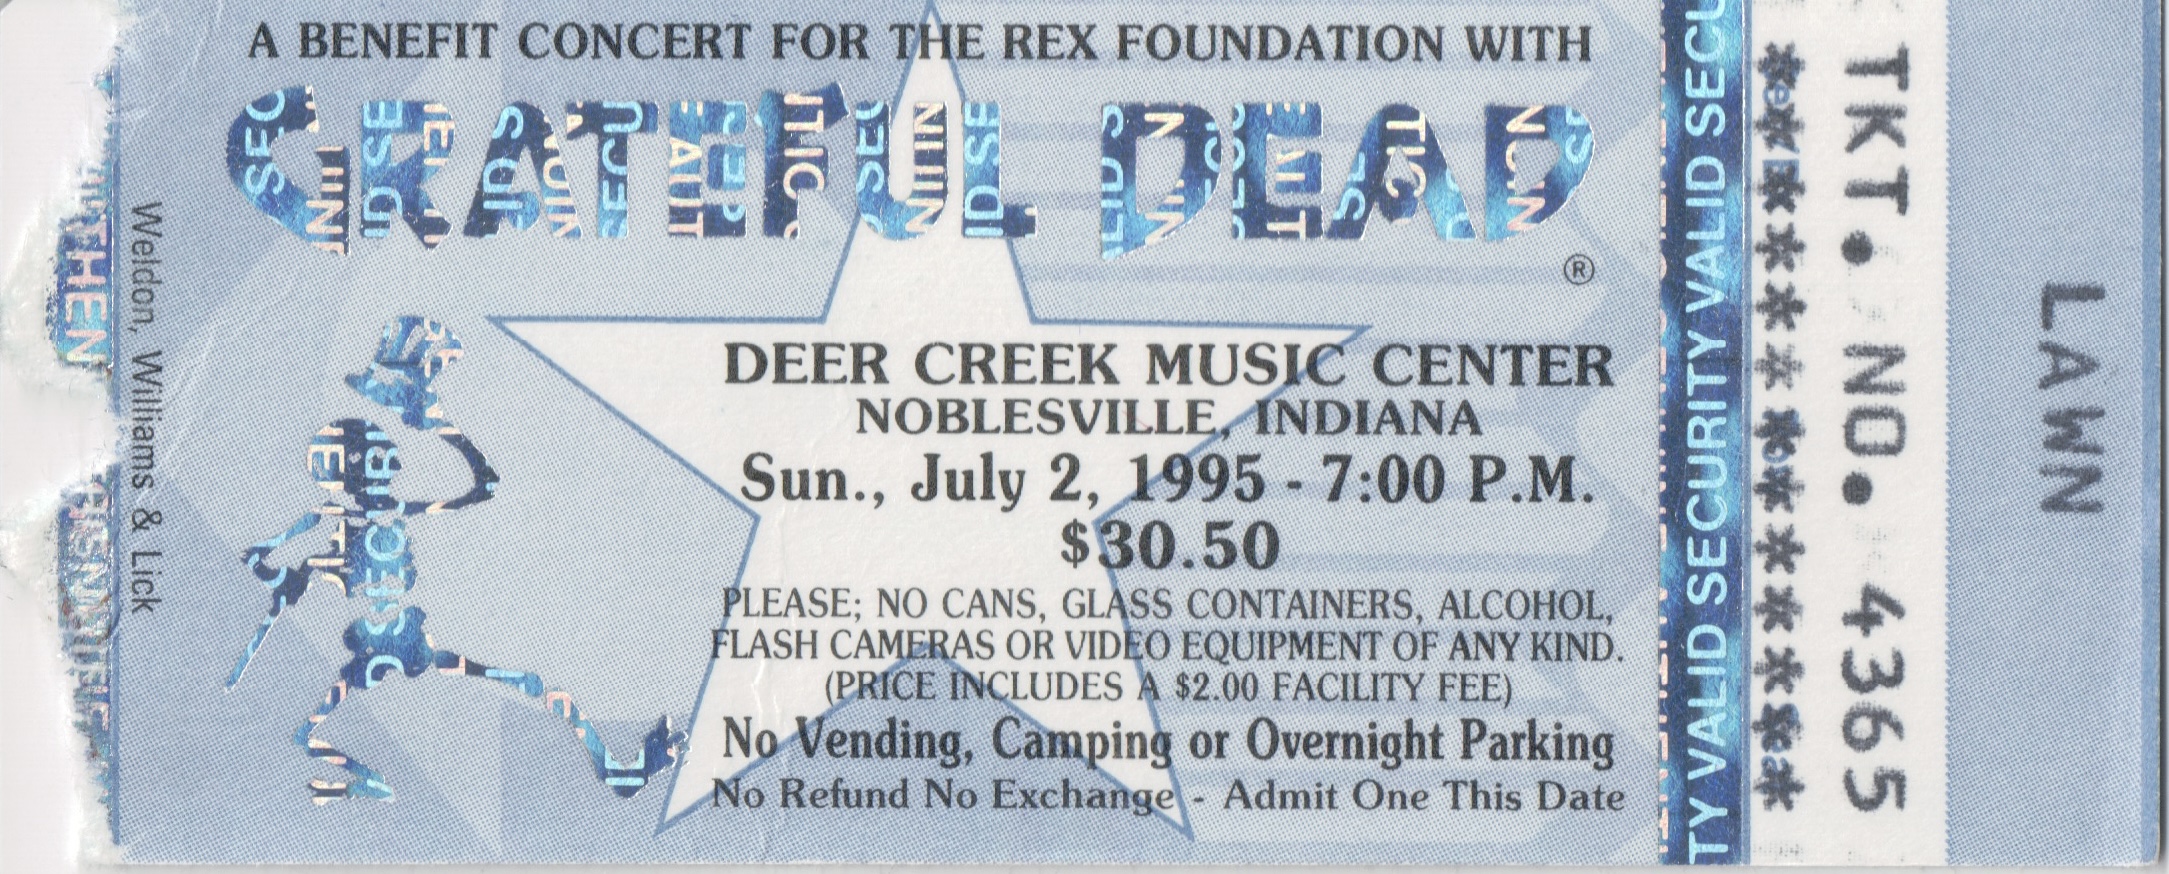 A BENEFIT CONCERT FOR THE REX FOUNDATION WITH
GRATEFUL DEAD
®
DEER CREEK MUSIC CENTER
NOBLESVILLE, INDIANA
Sun., July 2, 1995 - 7:00 P.M.
$30.50
PLEASE; NO CANS, GLASS CONTAINERS, ALCOHOL,
FLASH CAMERAS OR VIDEO EQUIPMENT OF ANY KIND.
(PRICE INCLUDES A $2.00 FACILITY FEE)
No Vending, Camping or Overnight Parking
No Refund No Exchange - Admit One This Date
Weldon, Williams & Lick
TY VALID SECURITY VALID SECU
TKT. NO. 4365
LAWN